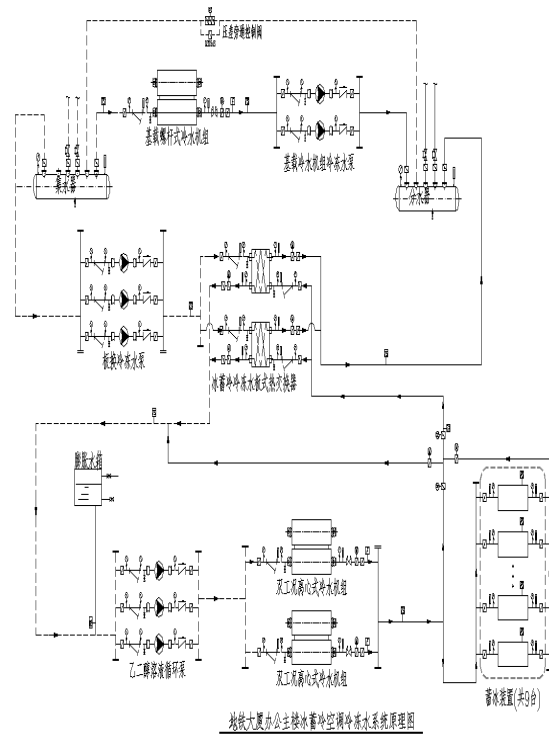 压差旁通控制阀
基载螺杆式冷水机组
基载冷水机组冷冻水泵
集水器
分水器
板换冷冻水泵
冰蓄冷冷冻水板式热交换器
膨胀水箱
双工况离心式冷水机组
乙二醇溶液循环泵
双工况离心式冷水机组
蓄冰装置(共9台)
地铁大厦办公主楼冰蓄冷空调冷冻水系统原理图